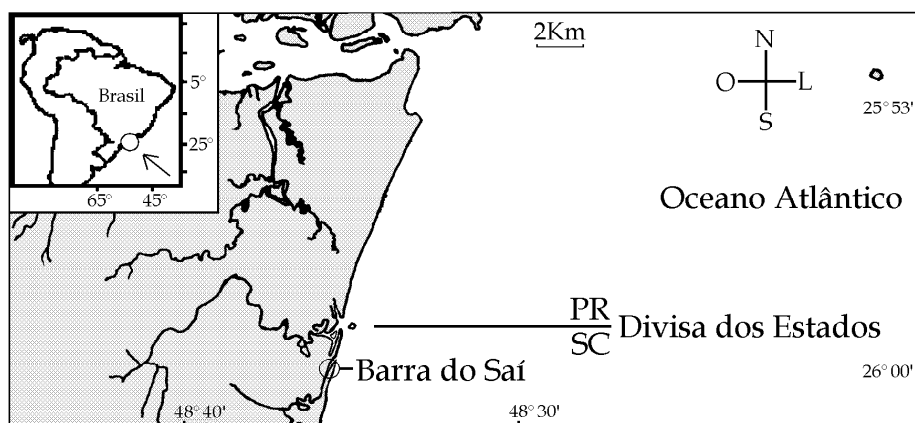 Brasil
5°
25°
65°
45°
2Km
N
O
L
S
25°53'
Oceano Atlântico
PR
SC
Divisa dos Estados
Barra do Saí
26°00'
48°40'
48°30'